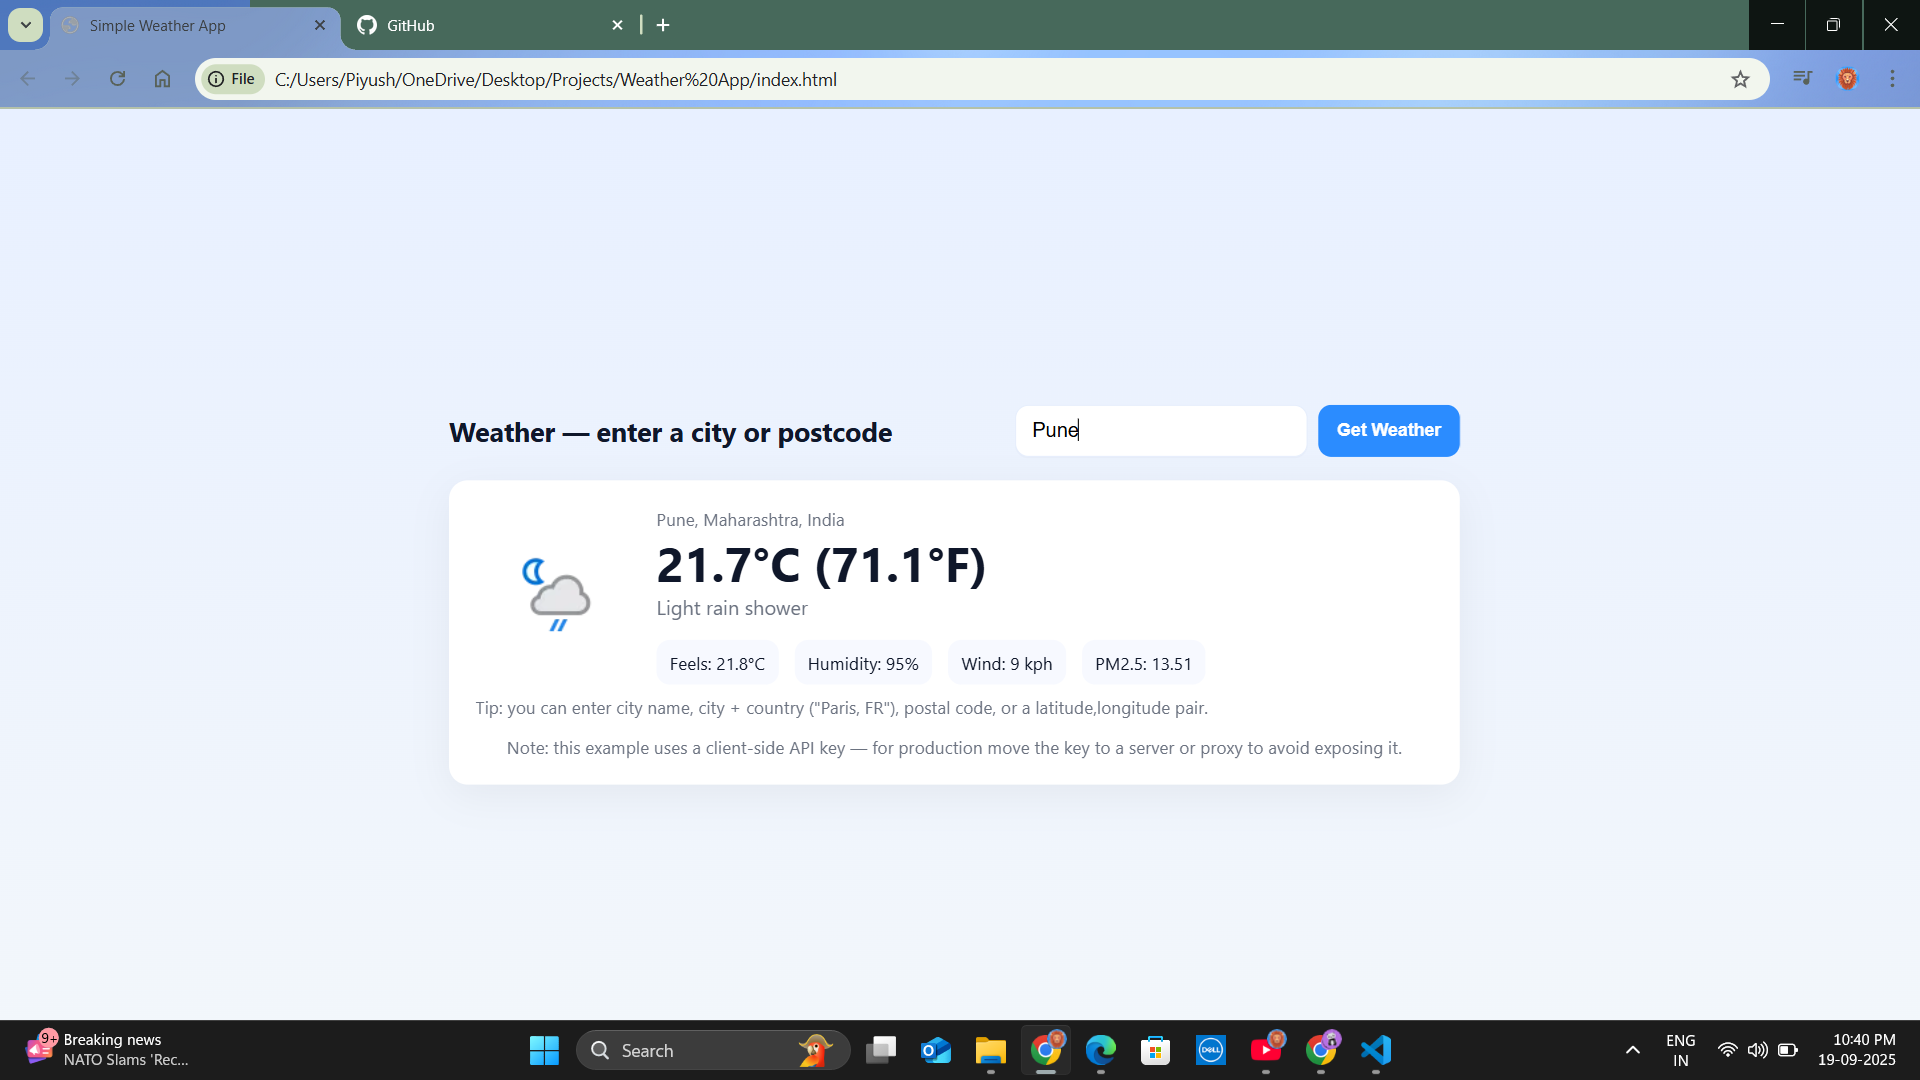 Simple Weather App
GitHub
File
C:/Users/Piyush/OneDrive/Desktop/Projects/Weather%20App/index.html
Weather — enter a city or postcode
Pune
Get Weather
Pune, Maharashtra, India
21.7°C (71.1°F)
Light rain shower
Feels: 21.8°C
Humidity: 95%
Wind: 9 kph
PM2.5: 13.51
Tip: you can enter city name, city + country ("Paris, FR"), postal code, or a latitude,longitude pair.
Note: this example uses a client-side API key — for production move the key to a server or proxy to avoid exposing it.
9+
Breaking news
NATO Slams 'Rec...
Search
DELL
ENG
IN
10:40 PM
19-09-2025